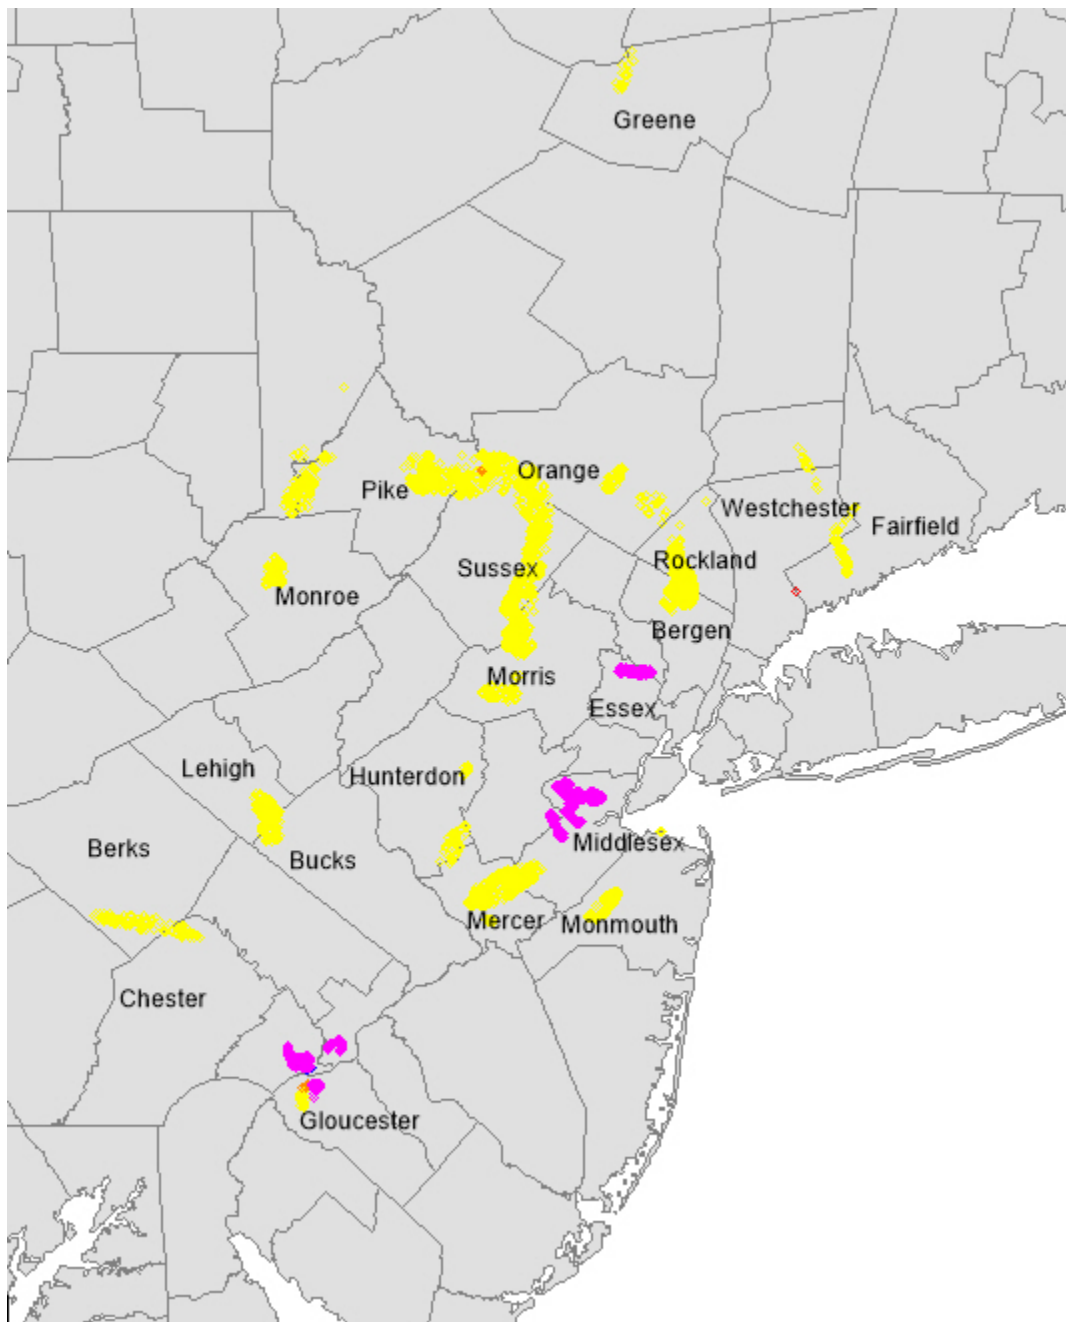 Greene
Orange
Pike
Westchester
Fairfield
Rockland
Sussex
Monroe
Bergen
Morris
Essex
Lehigh
Hunterdon
Middlesex
Berks
Bucks
Mercer
Monmouth
Chester
Gloucester